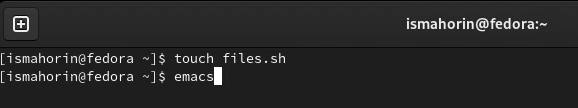 ismahorin@fedora:~
[ismahorin@fedora ~]$ touch files.sh
[ismahorin@fedora ~]$ emacs